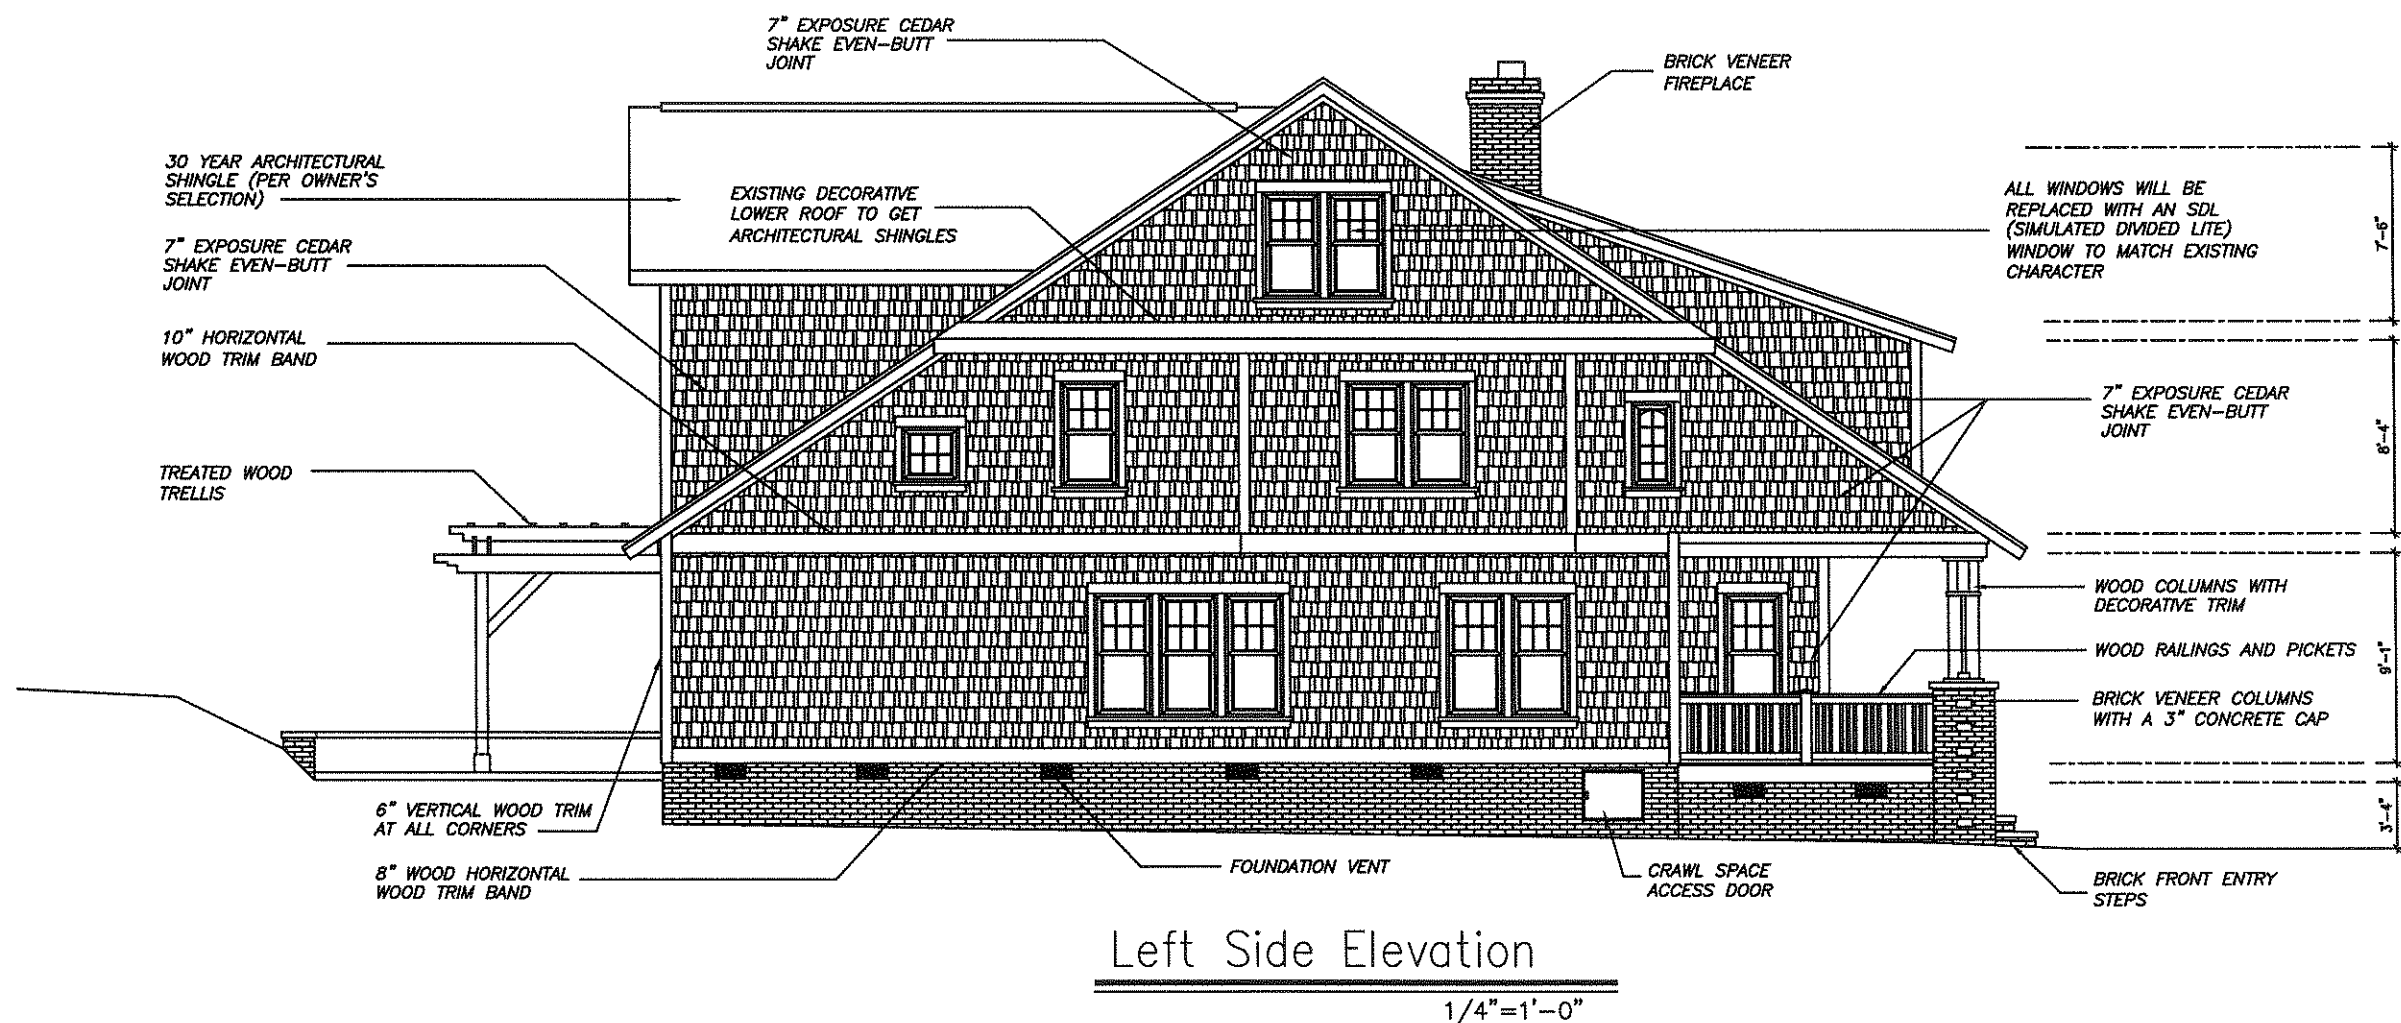 7" EXPOSURE CEDAR
SHAKE EVEN-BUTT
JOINT
BRICK VENEER
FIREPLACE
30 YEAR ARCHITECTURAL
SHINGLE (PER OWNER'S
SELECTION)
EXISTING DECORATIVE
LOWER ROOF TO GET
ARCHITECTURAL SHINGLES
ALL WINDOWS WILL BE
REPLACED WITH AN SDL
(SIMULATED DIVIDED LITE)
WINDOW TO MATCH EXISTING
CHARACTER
7'-6"
7" EXPOSURE CEDAR
SHAKE EVEN-BUTT
JOINT
10" HORIZONTAL
WOOD TRIM BAND
7" EXPOSURE CEDAR
SHAKE EVEN-BUTT
JOINT
8'-4"
TREATED WOOD
TRELLIS
WOOD COLUMNS WITH
DECORATIVE TRIM
WOOD RAILINGS AND PICKETS
9'-1"
BRICK VENEER COLUMNS
WITH A 3" CONCRETE CAP
6" VERTICAL WOOD TRIM
AT ALL CORNERS
3'-4"
8" WOOD HORIZONTAL
WOOD TRIM BAND
FOUNDATION VENT
CRAWL SPACE
ACCESS DOOR
BRICK FRONT ENTRY
STEPS
Left Side Elevation
1/4"=1'-0"